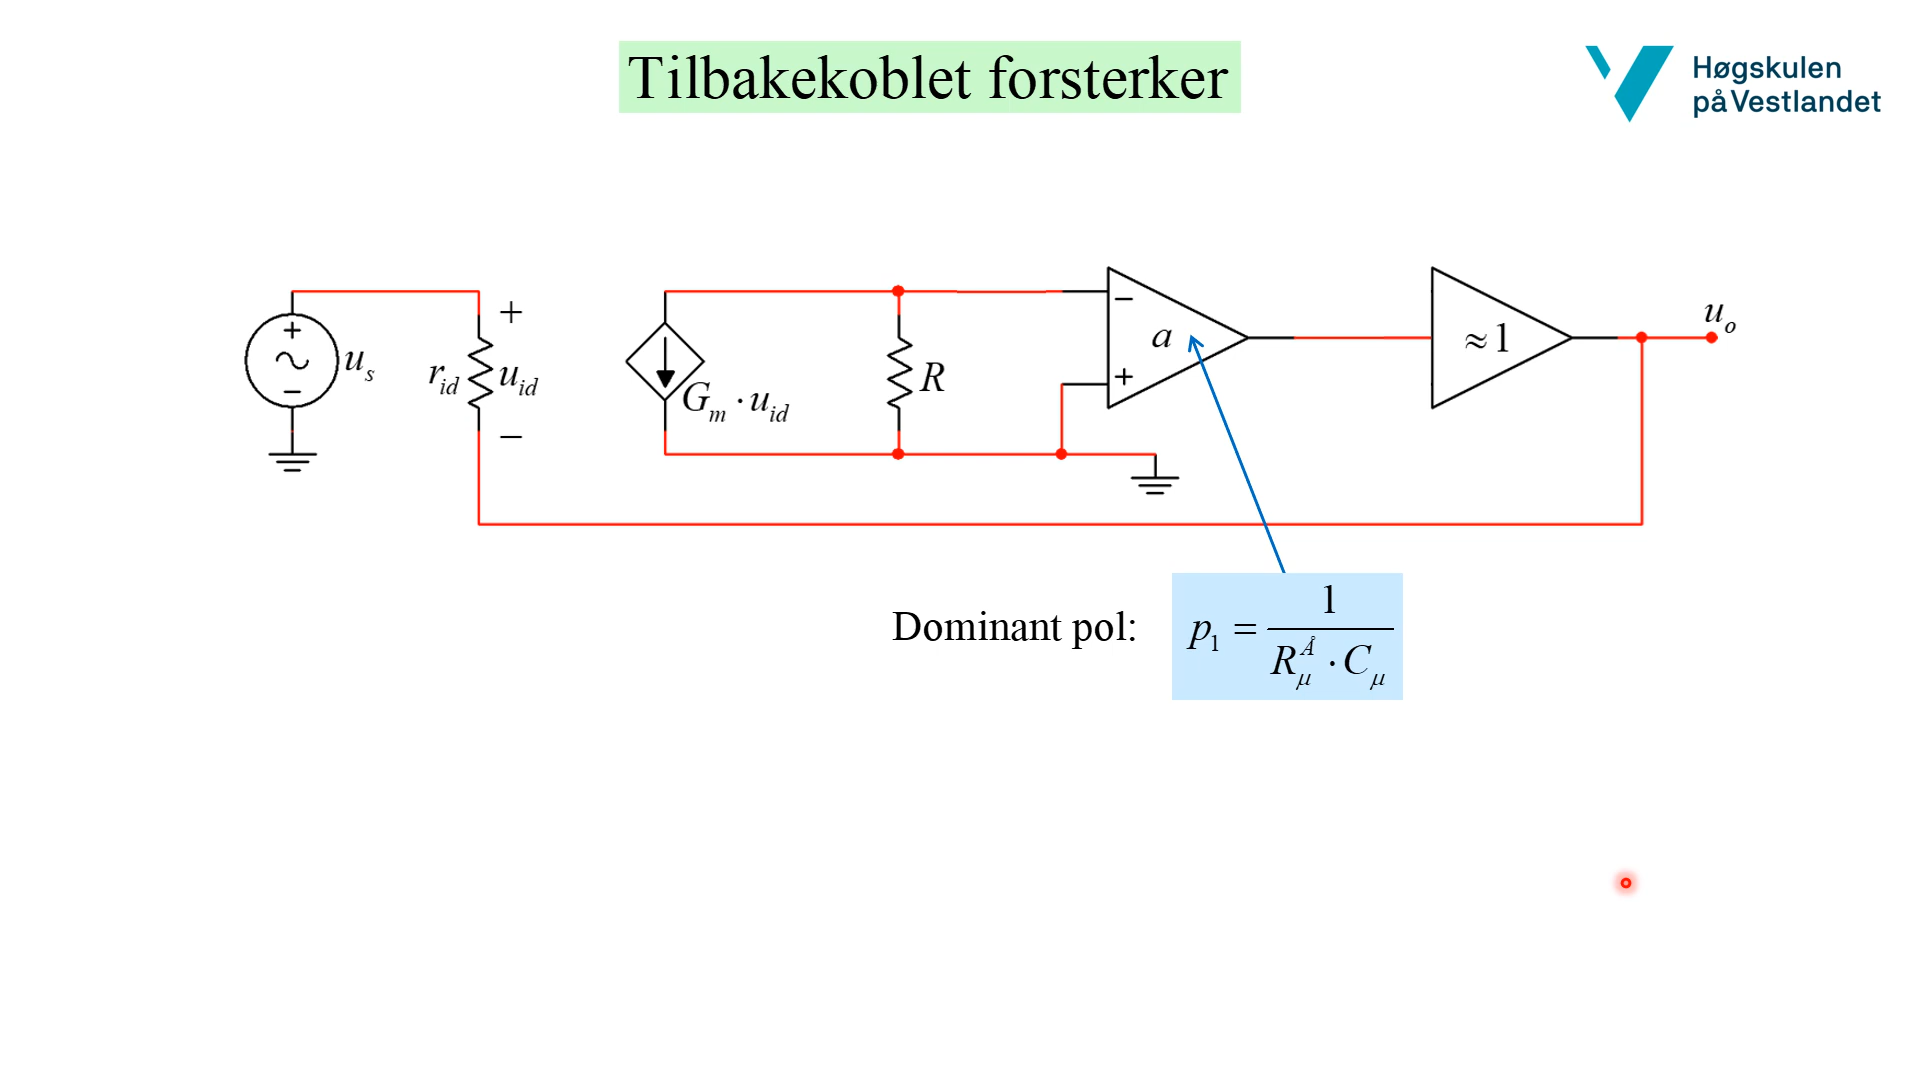 Tilbakekoblet forsterker
Høgskulen
på Vestlandet
+
−
u_s
r_id
+
u_id
−
G_m · u_id
R
−
+
a
≈1
u_o
Dominant pol: p_1 = 1 / (R_μ^Å · C_μ)